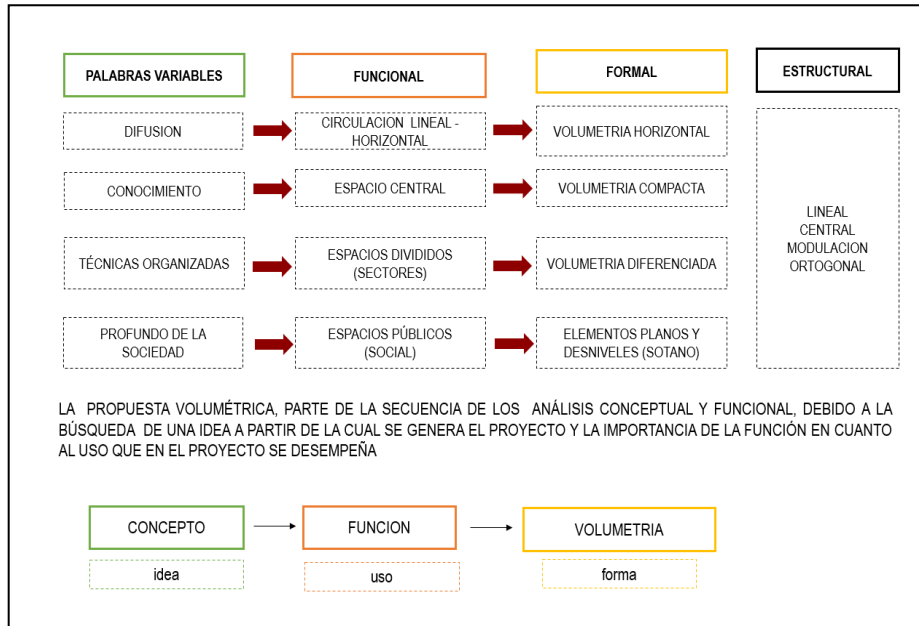 PALABRAS VARIABLES
FUNCIONAL
FORMAL
ESTRUCTURAL
DIFUSION
CIRCULACION LINEAL -
HORIZONTAL
VOLUMETRIA HORIZONTAL
CONOCIMIENTO
ESPACIO CENTRAL
VOLUMETRIA COMPACTA
TÉCNICAS ORGANIZADAS
ESPACIOS DIVIDIDOS
(SECTORES)
VOLUMETRIA DIFERENCIADA
PROFUNDO DE LA
SOCIEDAD
ESPACIOS PÚBLICOS
(SOCIAL)
ELEMENTOS PLANOS Y
DESNIVELES (SOTANO)
LINEAL
CENTRAL
MODULACION
ORTOGONAL
LA PROPUESTA VOLUMÉTRICA, PARTE DE LA SECUENCIA DE LOS ANÁLISIS CONCEPTUAL Y FUNCIONAL, DEBIDO A LA
BÚSQUEDA DE UNA IDEA A PARTIR DE LA CUAL SE GENERA EL PROYECTO Y LA IMPORTANCIA DE LA FUNCIÓN EN CUANTO
AL USO QUE EN EL PROYECTO SE DESEMPEÑA
CONCEPTO
FUNCION
VOLUMETRIA
idea
uso
forma